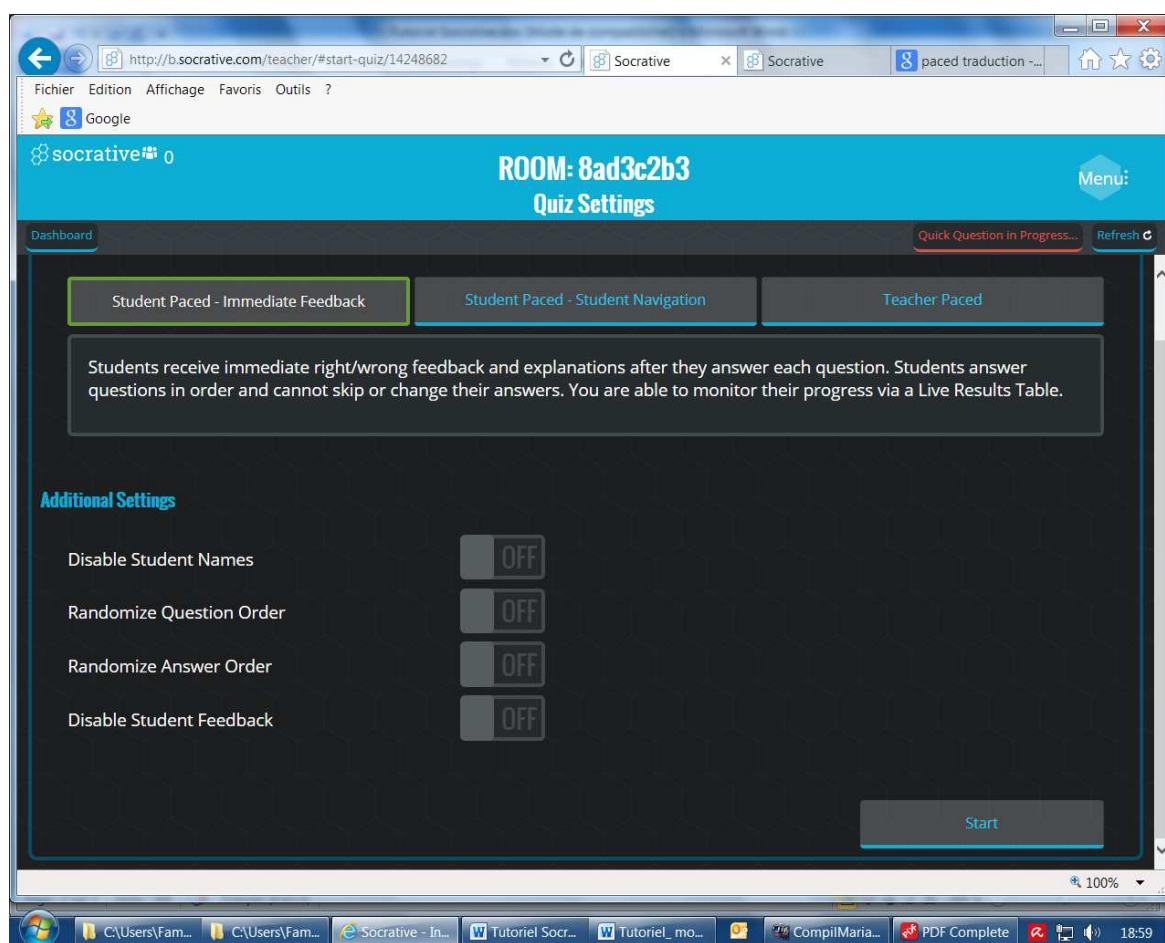 http://b.socrative.com/teacher/#start-quiz/14248682
Socrative
Socrative
paced traduction -...
Fichier Edition Affichage Favoris Outils ?
Google
socrative 0
ROOM: 8ad3c2b3
Menu
Quiz Settings
Dashboard
Quick Question in Progress...
Refresh
Student Paced - Immediate Feedback
Student Paced - Student Navigation
Teacher Paced
Students receive immediate right/wrong feedback and explanations after they answer each question. Students answer
questions in order and cannot skip or change their answers. You are able to monitor their progress via a Live Results Table.
Additional Settings
Disable Student Names OFF
Randomize Question Order OFF
Randomize Answer Order OFF
Disable Student Feedback OFF
Start
100%
C:\Users\Fam...
C:\Users\Fam...
Socrative - In...
Tutoriel Socr...
Tutoriel_ mo...
CompilMaria...
PDF Complete
18:59